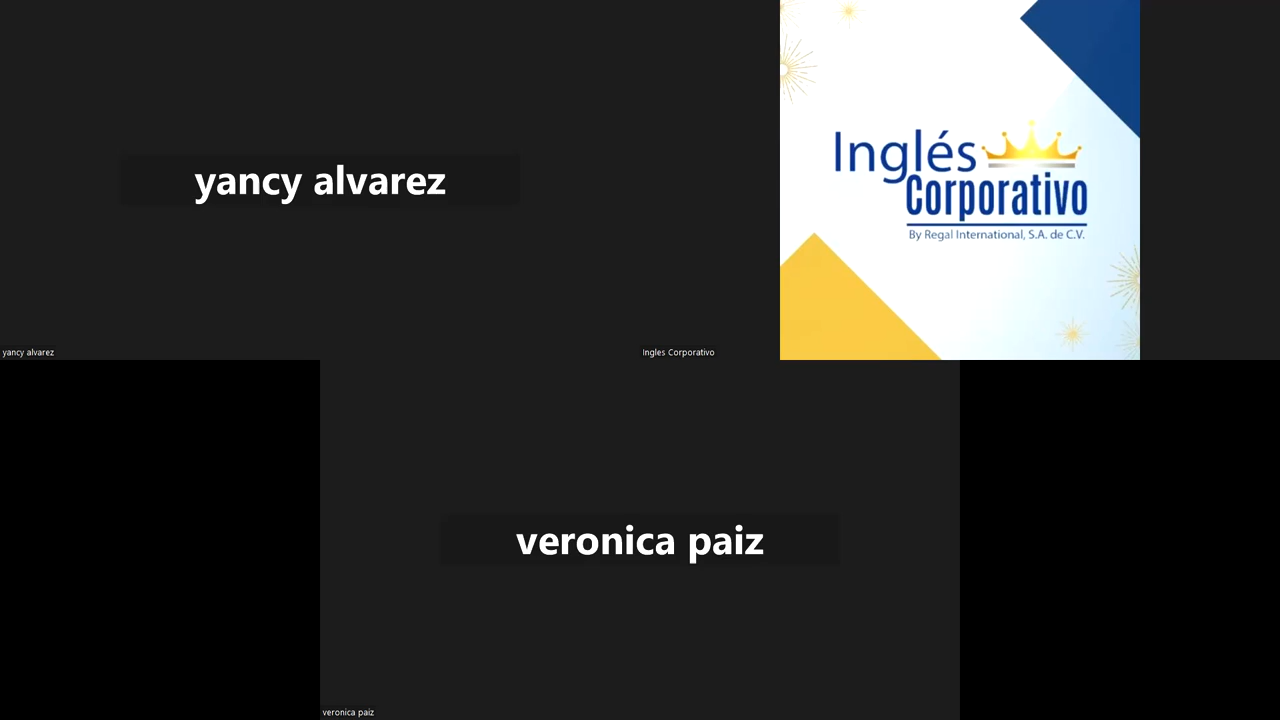 yancy alvarez
yancy alvarez
Inglés
Corporativo
By Regal International, S.A. de C.V.
Ingles Corporativo
veronica paiz
veronica paiz